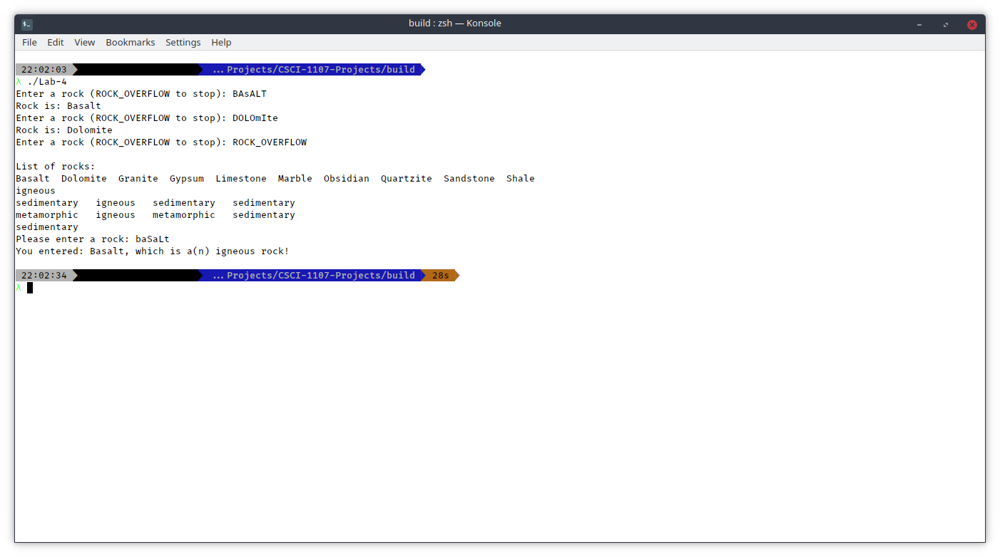 build : zsh — Konsole
File Edit View Bookmarks Settings Help
22:02:03 ... Projects/CSCI-1107-Projects/build
λ ./Lab-4
Enter a rock (ROCK_OVERFLOW to stop): BAsALT
Rock is: Basalt
Enter a rock (ROCK_OVERFLOW to stop): DOLOmIte
Rock is: Dolomite
Enter a rock (ROCK_OVERFLOW to stop): ROCK_OVERFLOW
List of rocks:
Basalt  Dolomite  Granite  Gypsum  Limestone  Marble  Obsidian  Quartzite  Sandstone  Shale
igneous
sedimentary   igneous   sedimentary   sedimentary
metamorphic   igneous   metamorphic   sedimentary
sedimentary
Please enter a rock: baSaLt
You entered: Basalt, which is a(n) igneous rock!
22:02:34 ... Projects/CSCI-1107-Projects/build 28s
λ